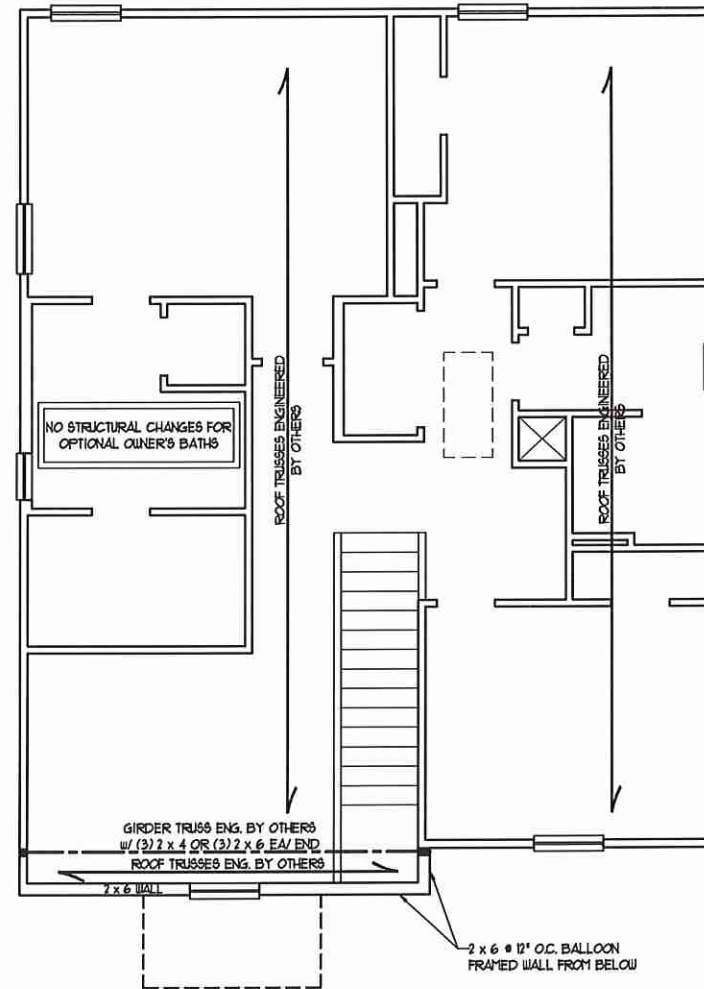 NO STRUCTURAL CHANGES FOR
OPTIONAL OWNER'S BATHS
ROOF TRUSSES ENGINEERED
BY OTHERS
ROOF TRUSSES ENGINEERED
BY OTHERS
GIRDER TRUSS ENG. BY OTHERS
W/ (3) 2 x 4 OR (3) 2 x 6 EA/ END
ROOF TRUSSES ENG. BY OTHERS
2 x 6 WALL
2 x 6 @ 12" O.C. BALLOON
FRAMED WALL FROM BELOW